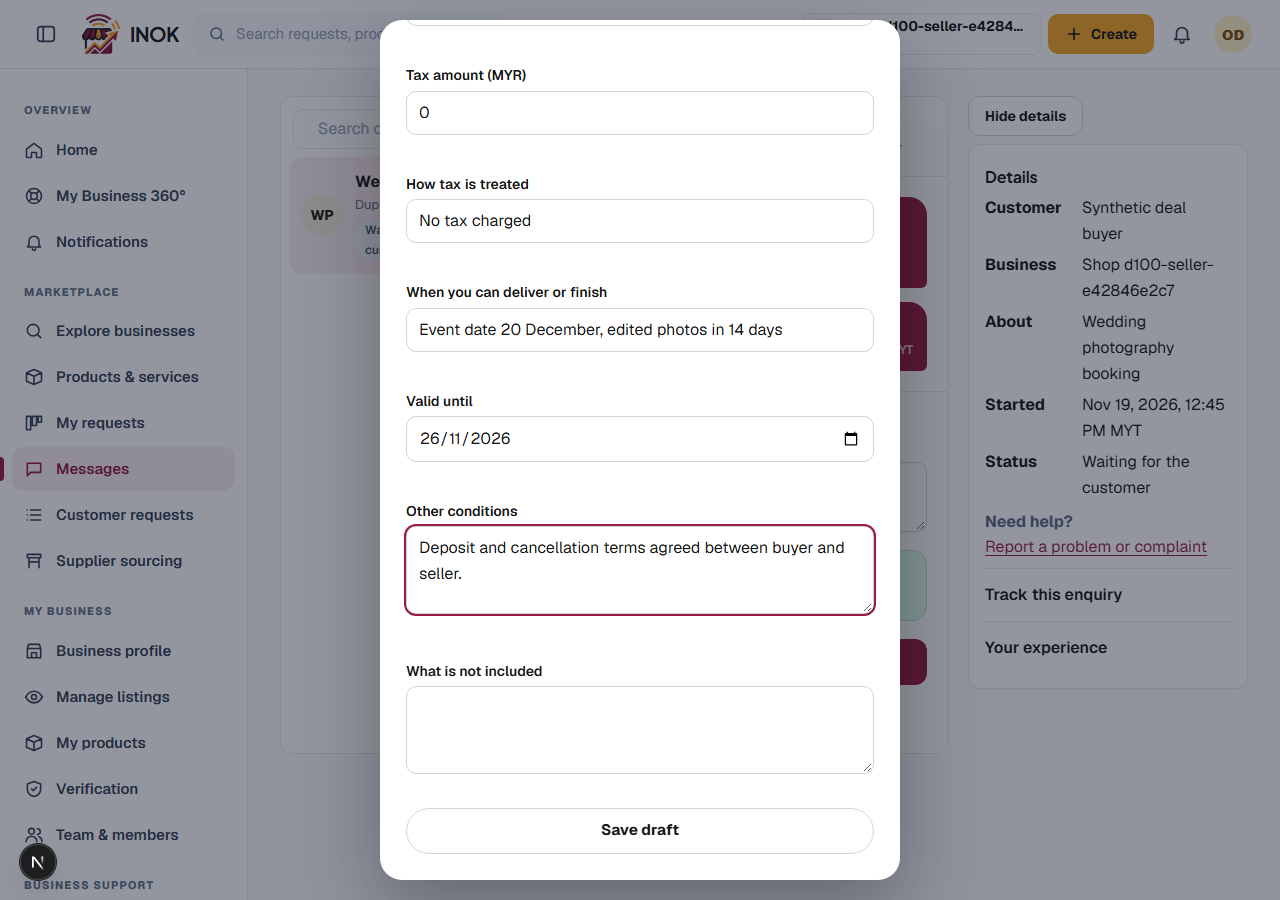 INOK
Search requests, prod
d100-seller-e4284...
Create
OD
OVERVIEW
Home
My Business 360°
Notifications
MARKETPLACE
Explore businesses
Products & services
My requests
Messages
Customer requests
Supplier sourcing
MY BUSINESS
Business profile
Manage listings
My products
Verification
Team & members
N
BUSINESS SUPPORT
Search c
WP
We
Dup
Wa
cu
Tax amount (MYR)
0
How tax is treated
No tax charged
When you can deliver or finish
Event date 20 December, edited photos in 14 days
Valid until
26/11/2026
Other conditions
Deposit and cancellation terms agreed between buyer and
seller.
What is not included
Save draft
YT
Hide details
Details
Customer Synthetic deal
buyer
Business Shop d100-seller-
e42846e2c7
About Wedding
photography
booking
Started Nov 19, 2026, 12:45
PM MYT
Status Waiting for the
customer
Need help?
Report a problem or complaint
Track this enquiry
Your experience